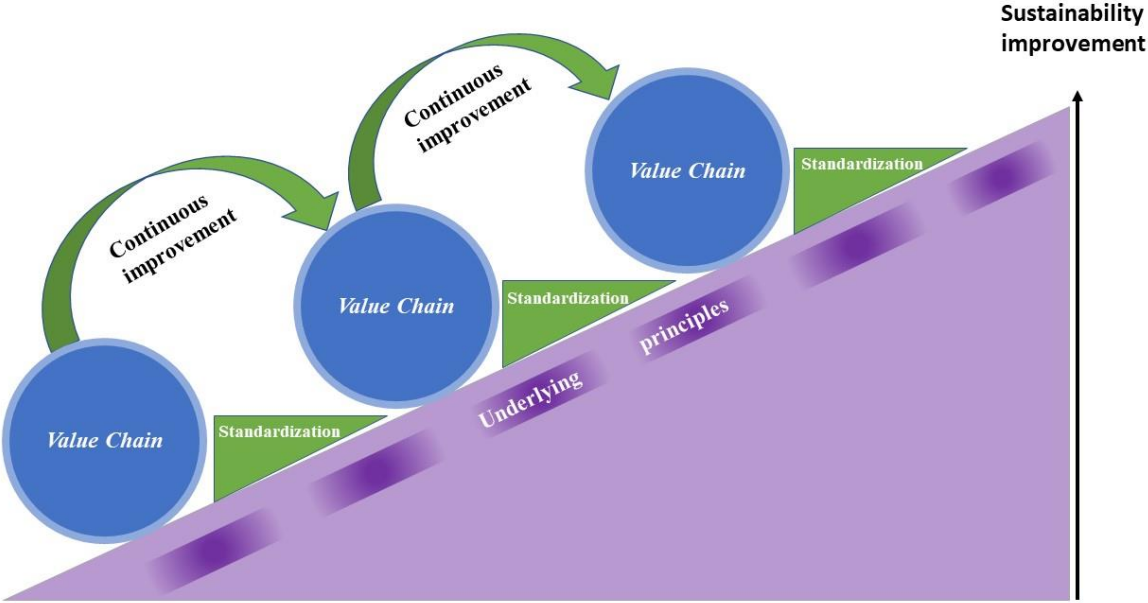 Sustainability
improvement
Continuous
improvement
Continuous
improvement
Value Chain
Standardization
Value Chain
Standardization
principles
Underlying
Value Chain
Standardization